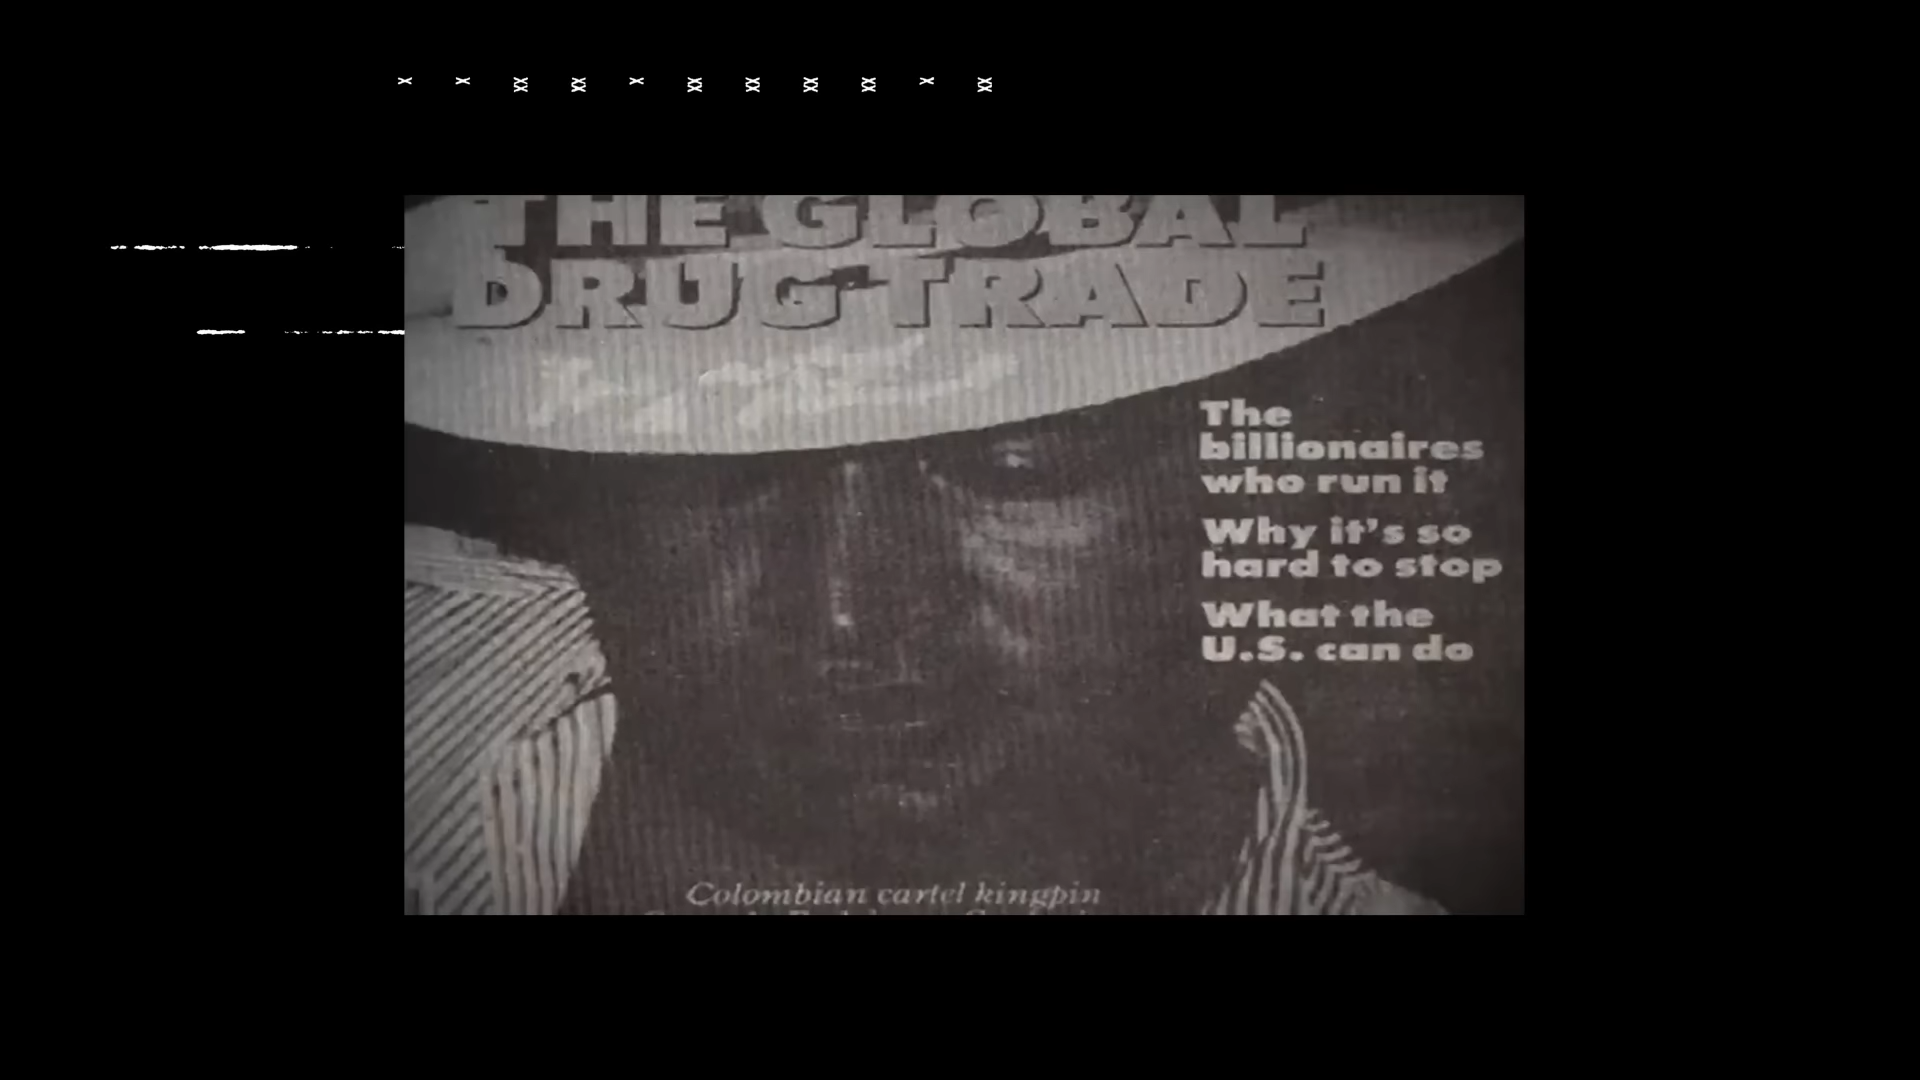 THE GLOBAL
DRUG TRADE
The
billionaires
who run it
Why it's so
hard to stop
What the
U.S. can do
Colombian cartel kingpin